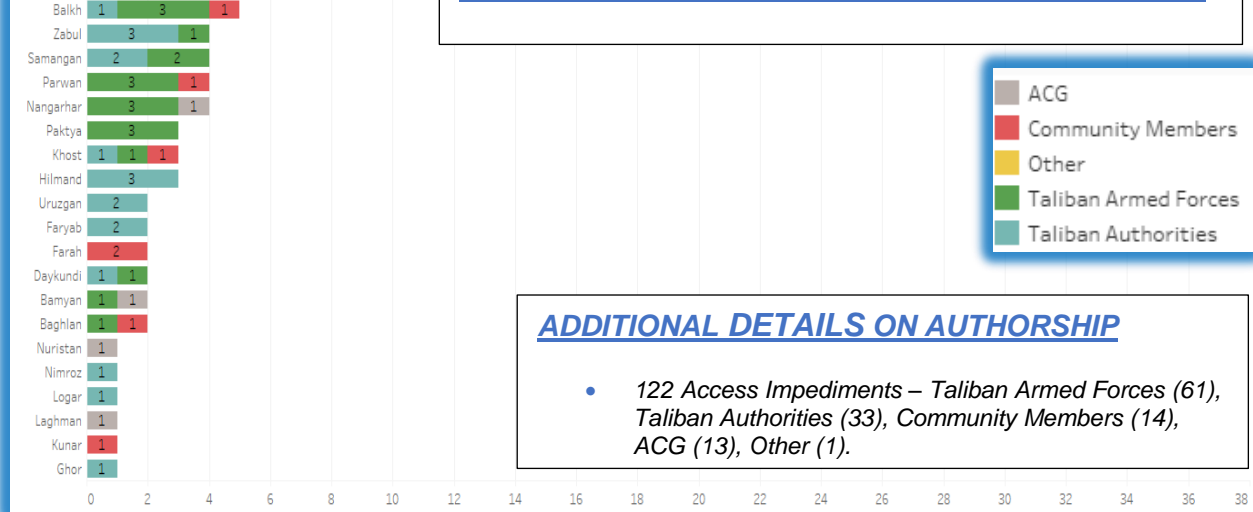 Balkh 1 3 1
Zabul 3 1
Samangan 2 2
Parwan 3 1
Nangarhar 3 1
Paktya 3
Khost 1 1 1
Hilmand 3
Uruzgan 2
Faryab 2
Farah 2
Daykundi 1 1
Bamyan 1 1
Baghlan 1 1
Nuristan 1
Nimroz 1
Logar 1
Laghman 1
Kunar 1
Ghor 1
0 2 4 6 8 10 12 14 16 18 20 22 24 26 28 30 32 34 36 38
ACG
Community Members
Other
Taliban Armed Forces
Taliban Authorities
ADDITIONAL DETAILS ON AUTHORSHIP
• 122 Access Impediments – Taliban Armed Forces (61),
Taliban Authorities (33), Community Members (14),
ACG (13), Other (1).